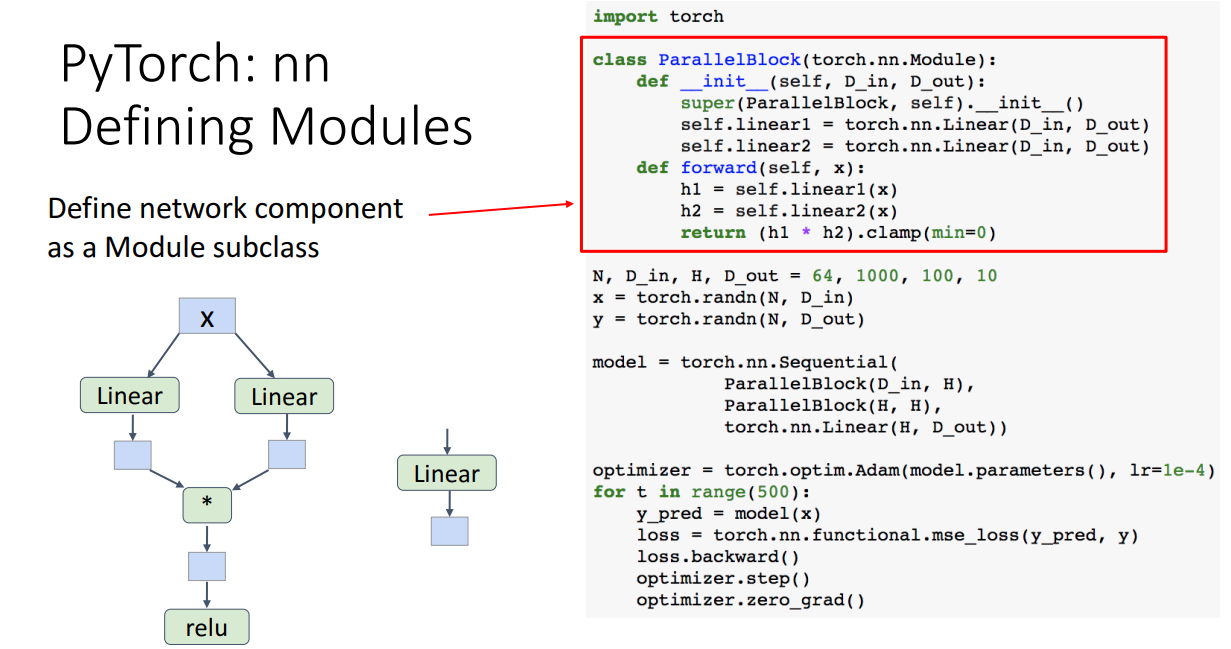 PyTorch: nn
Defining Modules
Define network component
as a Module subclass
x
Linear
Linear
*
relu
Linear
import torch
class ParallelBlock(torch.nn.Module):
    def __init__(self, D_in, D_out):
        super(ParallelBlock, self).__init__()
        self.linear1 = torch.nn.Linear(D_in, D_out)
        self.linear2 = torch.nn.Linear(D_in, D_out)
    def forward(self, x):
        h1 = self.linear1(x)
        h2 = self.linear2(x)
        return (h1 * h2).clamp(min=0)
N, D_in, H, D_out = 64, 1000, 100, 10
x = torch.randn(N, D_in)
y = torch.randn(N, D_out)
model = torch.nn.Sequential(
            ParallelBlock(D_in, H),
            ParallelBlock(H, H),
            torch.nn.Linear(H, D_out))
optimizer = torch.optim.Adam(model.parameters(), lr=1e-4)
for t in range(500):
    y_pred = model(x)
    loss = torch.nn.functional.mse_loss(y_pred, y)
    loss.backward()
    optimizer.step()
    optimizer.zero_grad()